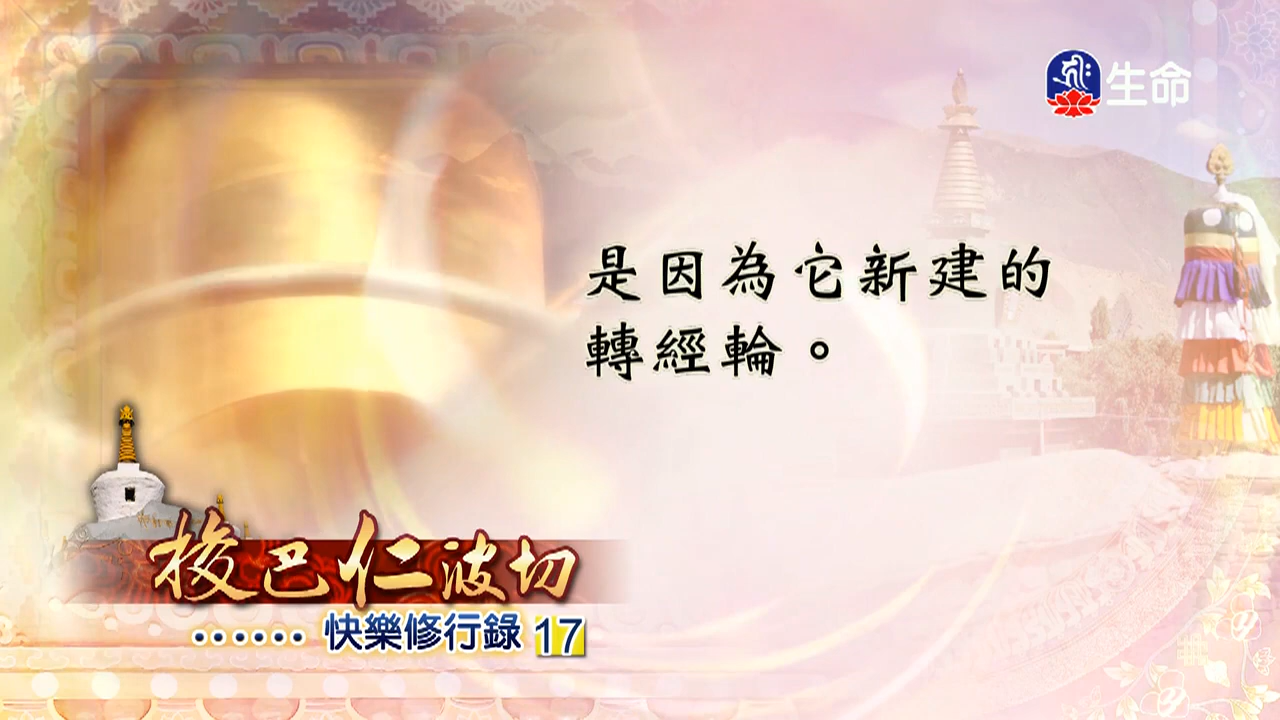 生命
是因為它新建的
轉經輪。
梭巴仁波切
……快樂修行錄 17